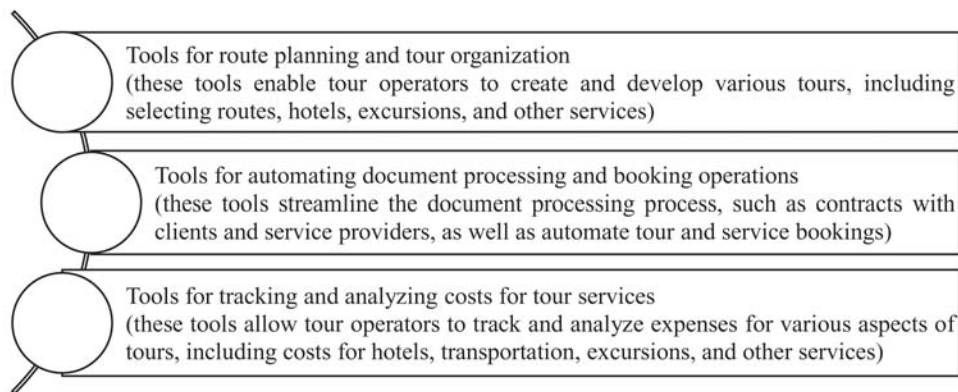 Tools for route planning and tour organization
(these tools enable tour operators to create and develop various tours, including
selecting routes, hotels, excursions, and other services)
Tools for automating document processing and booking operations
(these tools streamline the document processing process, such as contracts with
clients and service providers, as well as automate tour and service bookings)
Tools for tracking and analyzing costs for tour services
(these tools allow tour operators to track and analyze expenses for various aspects of
tours, including costs for hotels, transportation, excursions, and other services)